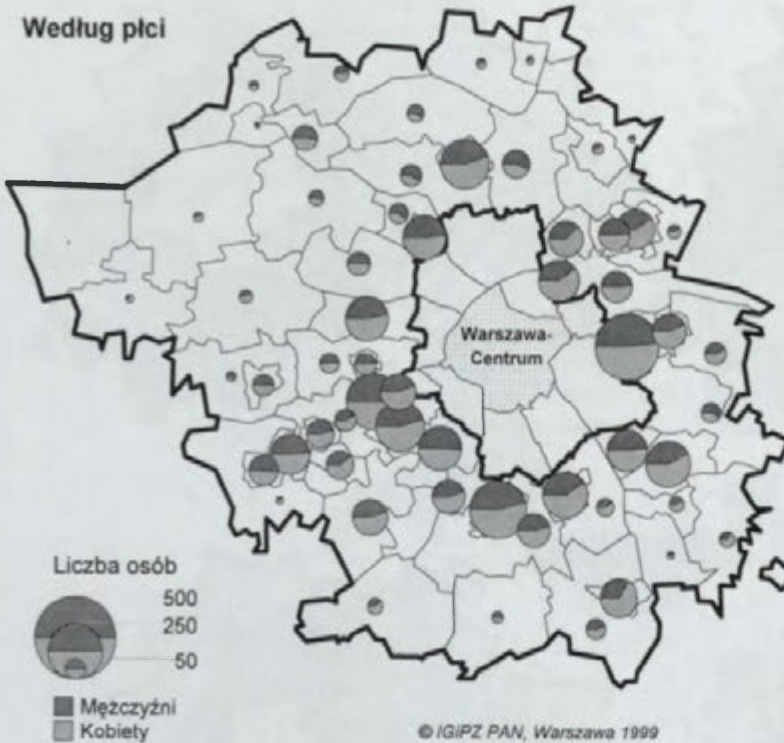 Według płci
Warszawa-
Centrum
Liczba osób
500
250
50
Mężczyźni
Kobiety
© IGiPZ PAN, Warszawa 1999